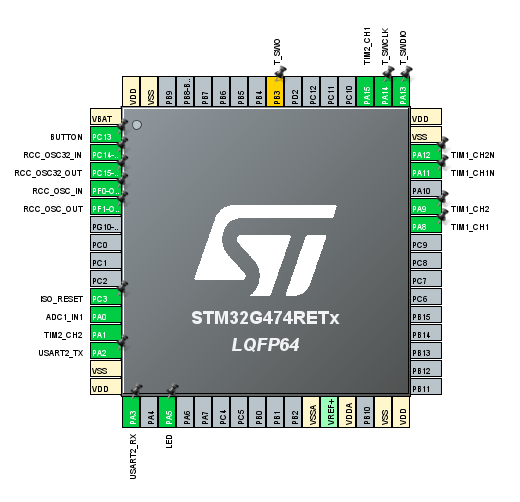 TIM2_CH1
T_SWO
T_SWCLK
T_SWDIO
VDD
VSS
PB9
PB8-B..
PB7
PB6
PB5
PB4
PB3
PD2
PC12
PC11
PC10
PA15
PA14
PA13
VBAT
BUTTON PC13
RCC_OSC32_IN PC14-..
RCC_OSC32_OUT PC15-..
RCC_OSC_IN PF0-O..
RCC_OSC_OUT PF1-O..
PG10-..
PC0
PC1
PC2
ISO_RESET PC3
ADC1_IN1 PA0
TIM2_CH2 PA1
USART2_TX PA2
VSS
VDD
ST
STM32G474RETx
LQFP64
VDD
VSS
PA12 TIM1_CH2N
PA11 TIM1_CH1N
PA10
PA9 TIM1_CH2
PA8 TIM1_CH1
PC9
PC8
PC7
PC6
PB15
PB14
PB13
PB12
PB11
PA3
PA4
PA5
PA6
PA7
PC4
PC5
PB0
PB1
PB2
VSSA
VREF+
VDDA
PB10
VSS
VDD
USART2_RX
LED